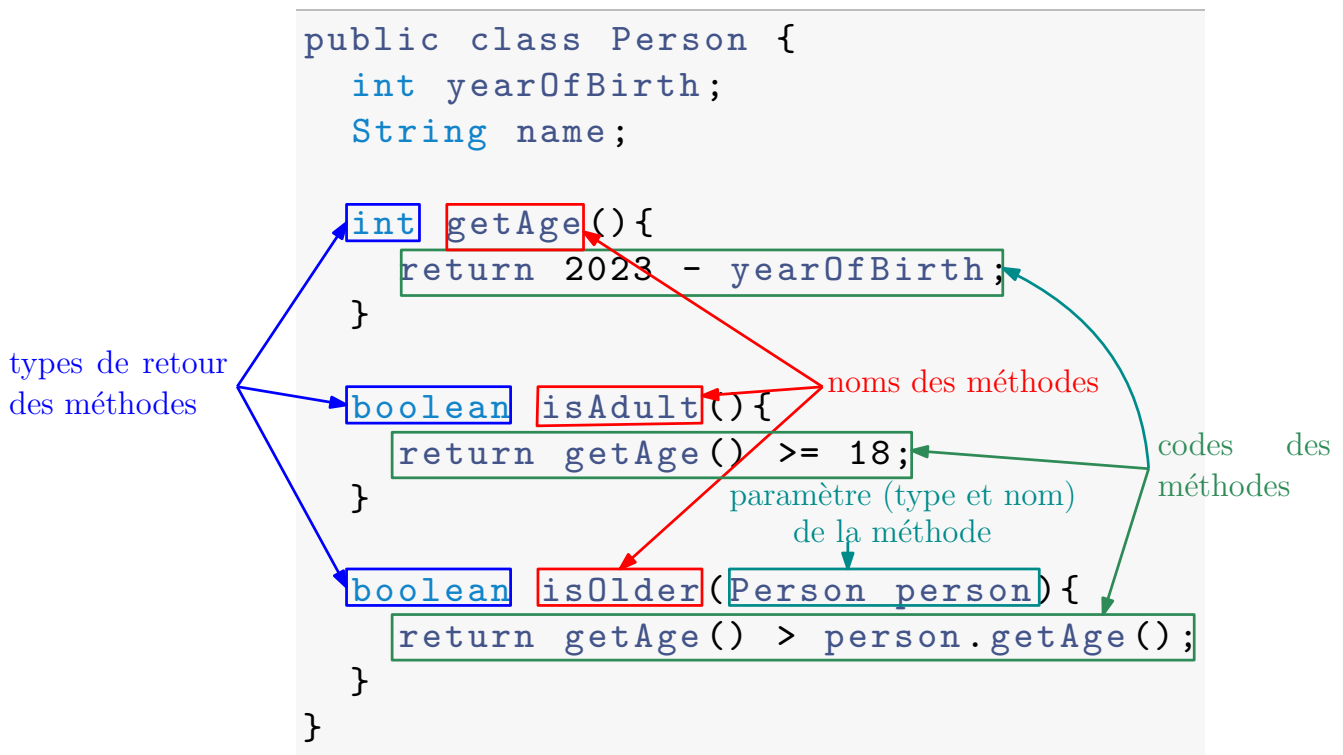 public class Person {
int yearOfBirth;
String name;
int getAge(){
return 2023 - yearOfBirth;
}
types de retour
des méthodes
noms des méthodes
boolean isAdult(){
return getAge() >= 18;
}
codes des
méthodes
paramètre (type et nom)
de la méthode
boolean isOlder(Person person){
return getAge() > person.getAge();
}
}